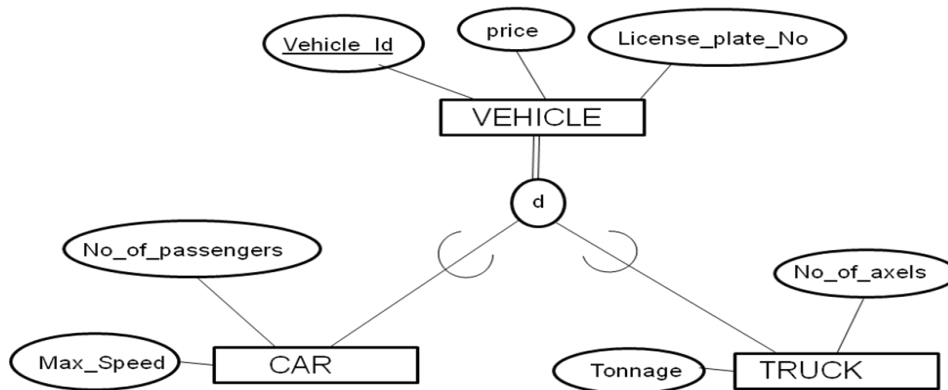 Vehicle_Id
price
License_plate_No
VEHICLE
d
No_of_passengers
No_of_axels
Max_Speed
CAR
Tonnage
TRUCK